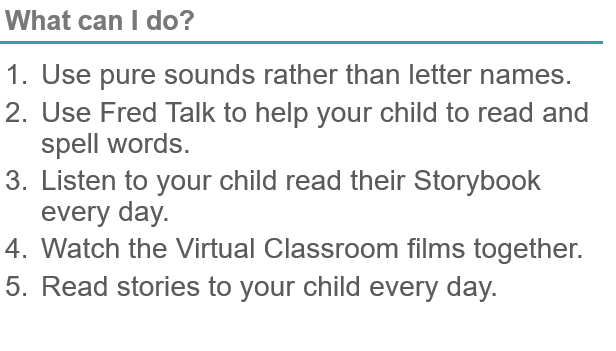 What can I do?
1. Use pure sounds rather than letter names.
2. Use Fred Talk to help your child to read and
spell words.
3. Listen to your child read their Storybook
every day.
4. Watch the Virtual Classroom films together.
5. Read stories to your child every day.